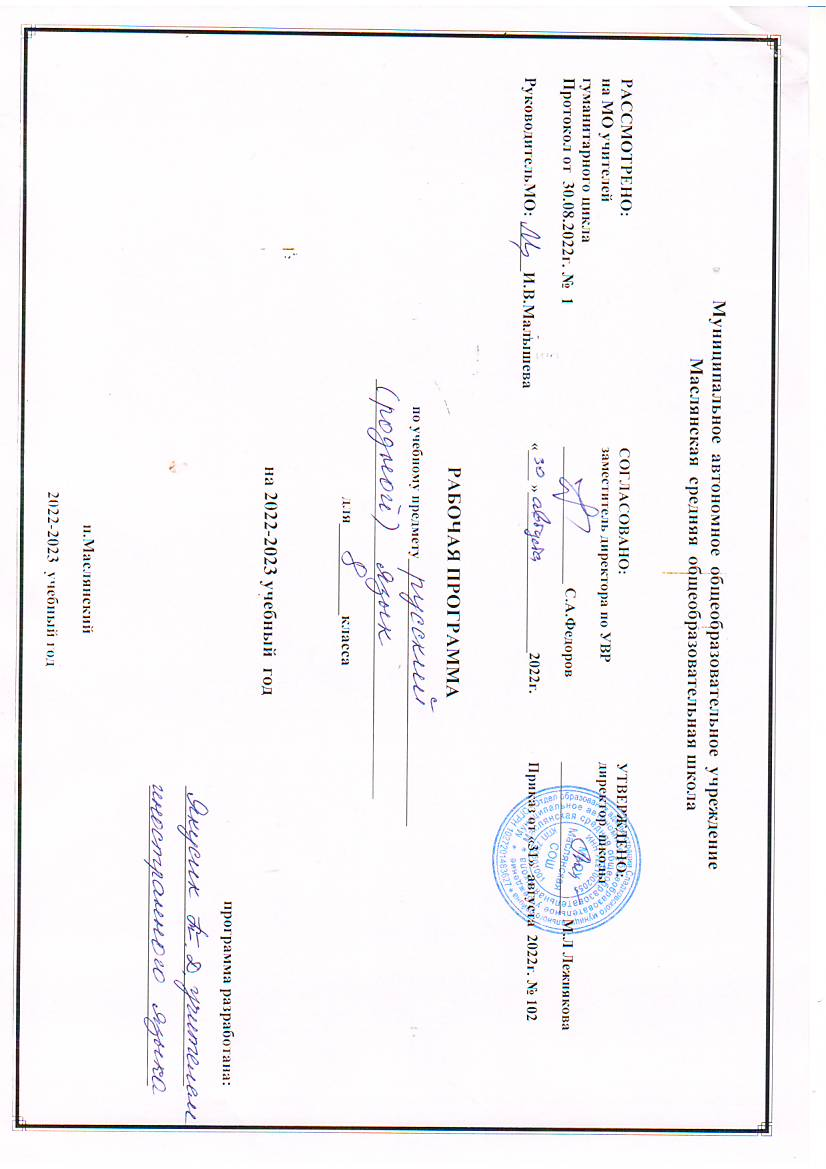 Муниципальное автономное общеобразовательное учреждение
Маслянская средняя общеобразовательная школа
РАССМОТРЕНО:
на МО учителей
гуманитарного цикла
Протокол от 30.08.2022г. № 1
РуководительМО: И.В.Малышева
СОГЛАСОВАНО:
заместитель директора по УВР
С.А.Федоров
« 30 » августа 2022г.
УТВЕРЖДЕНО:
директор школы
М.Л Лежнякова
Приказ от «31» августа 2022г. № 102
РАБОЧАЯ ПРОГРАММА
по учебному предмету русский
(родной) язык
для 8 класса
на 2022-2023 учебный год
программа разработана:
Янусик Д. учителем
иностранного языка
п.Маслянский
2022-2023 учебный год